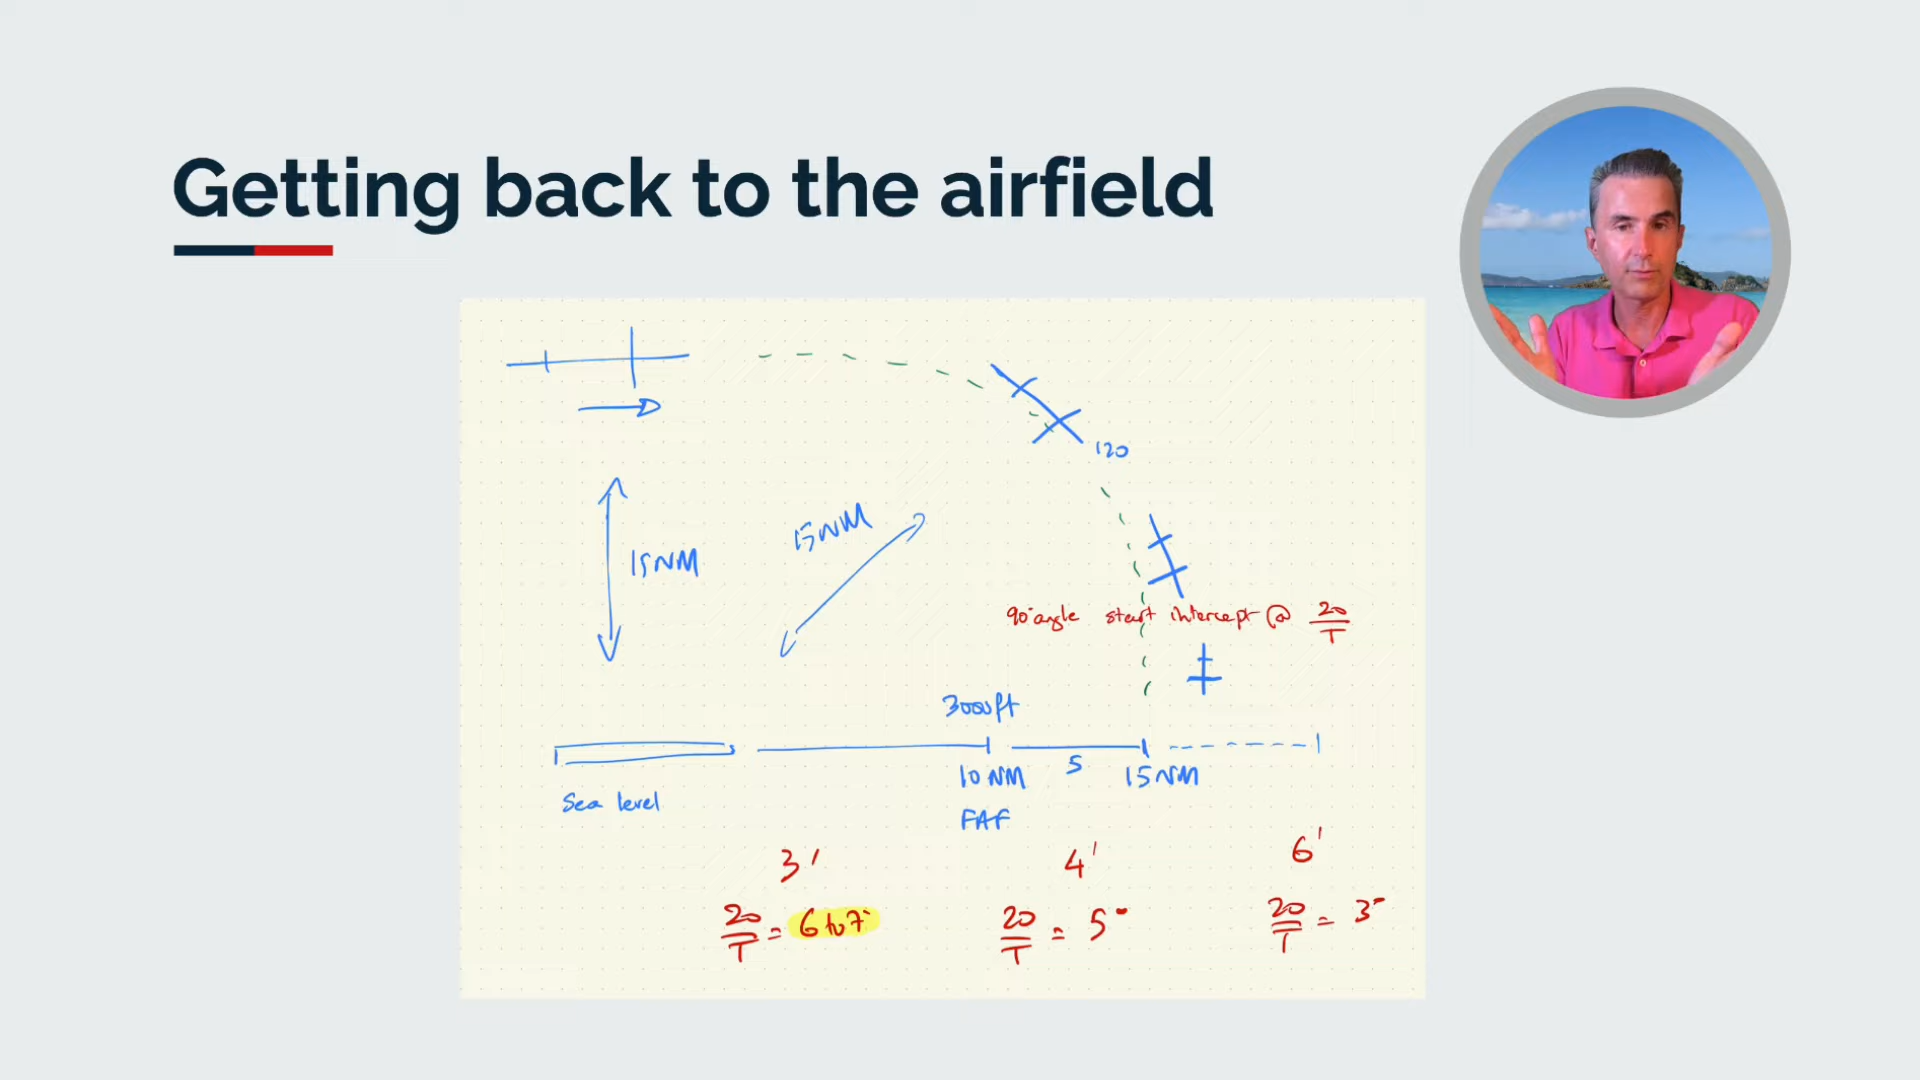 Getting back to the airfield
120
15NM
15NM
90° angle start intercept @ 20/T
3000ft
10 NM
5
15NM
Sea level
FAF
3'
4'
6'
20/T = 6 to 7°
20/T = 5°
20/T = 3°